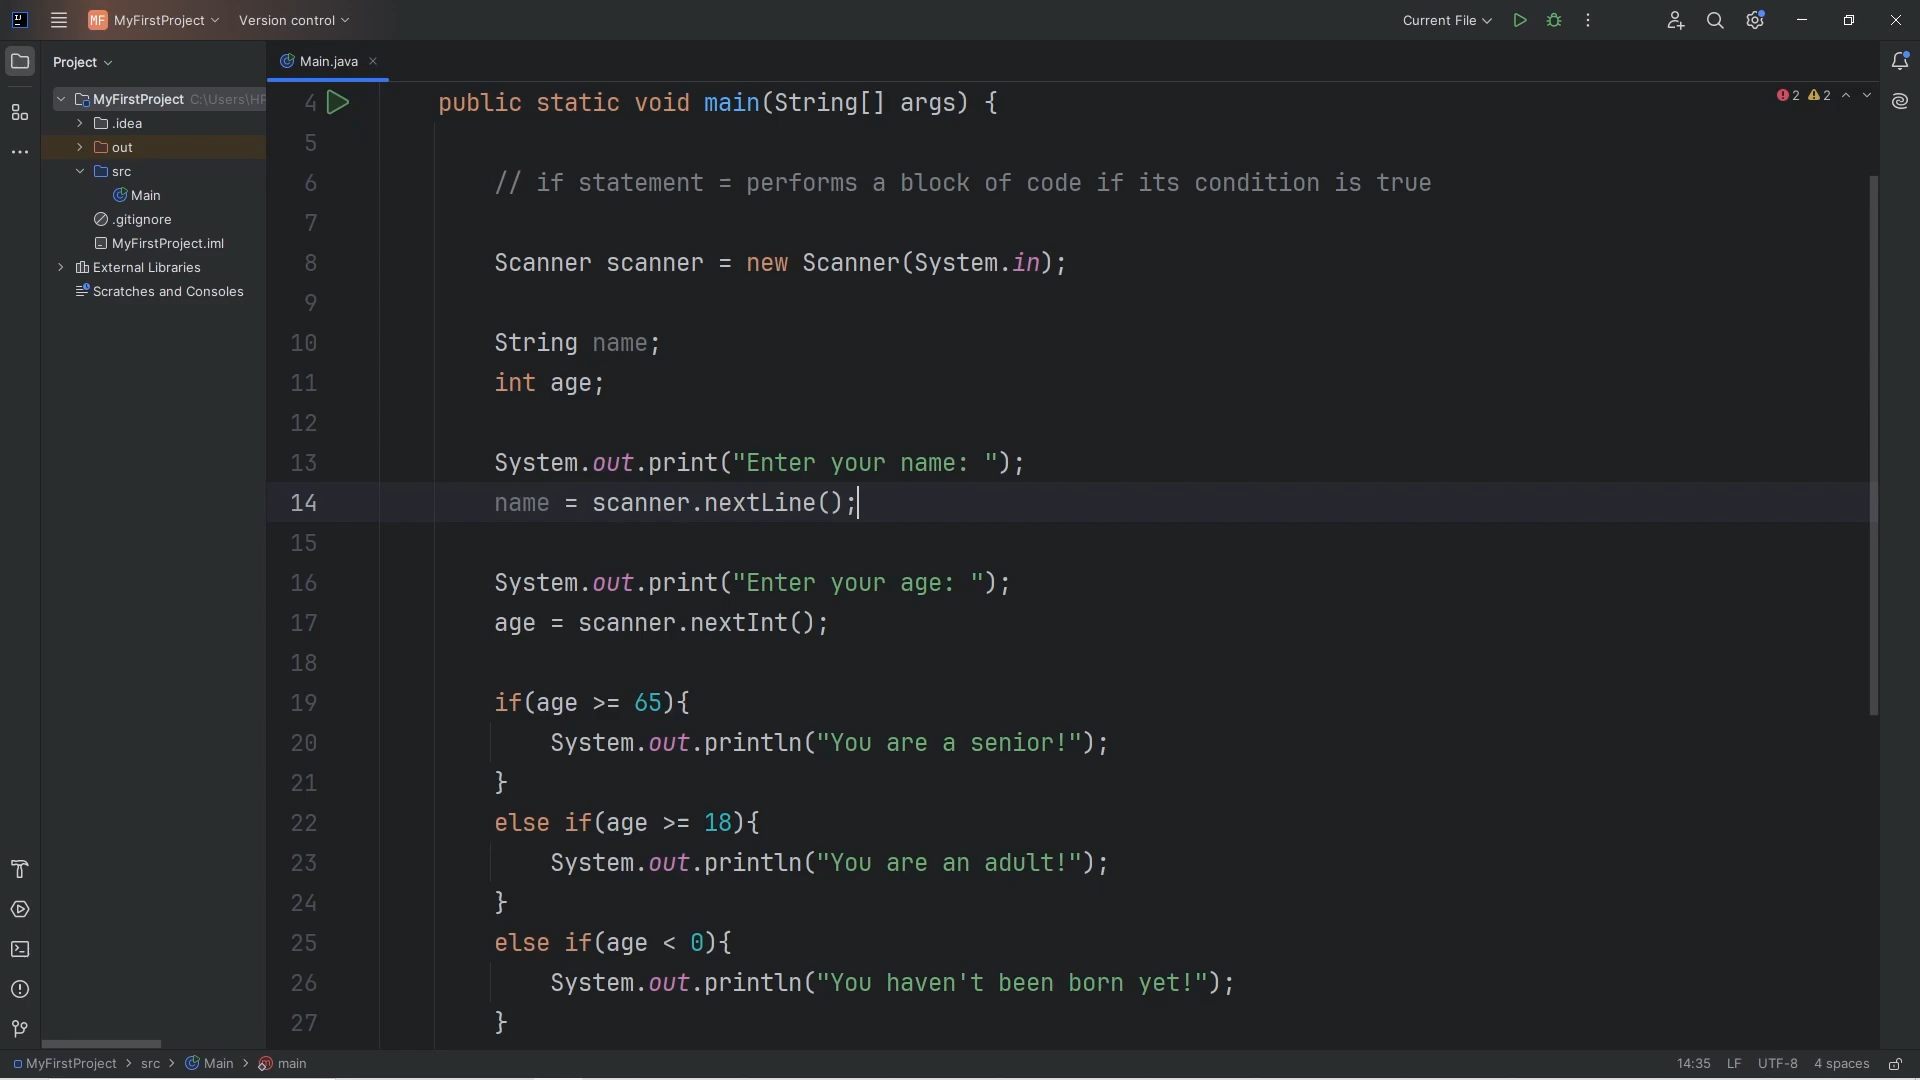 MF MyFirstProject Version control Current File
Project
Main.java
MyFirstProject C:\Users\HP
.idea
out
src
Main
.gitignore
MyFirstProject.iml
External Libraries
Scratches and Consoles
2 2
4 public static void main(String[] args) {
5
6 // if statement = performs a block of code if its condition is true
7
8 Scanner scanner = new Scanner(System.in);
9
10 String name;
11 int age;
12
13 System.out.print("Enter your name: ");
14 name = scanner.nextLine();
15
16 System.out.print("Enter your age: ");
17 age = scanner.nextInt();
18
19 if(age >= 65){
20 System.out.println("You are a senior!");
21 }
22 else if(age >= 18){
23 System.out.println("You are an adult!");
24 }
25 else if(age < 0){
26 System.out.println("You haven't been born yet!");
27 }
MyFirstProject > src > Main > main 14:35 LF UTF-8 4 spaces